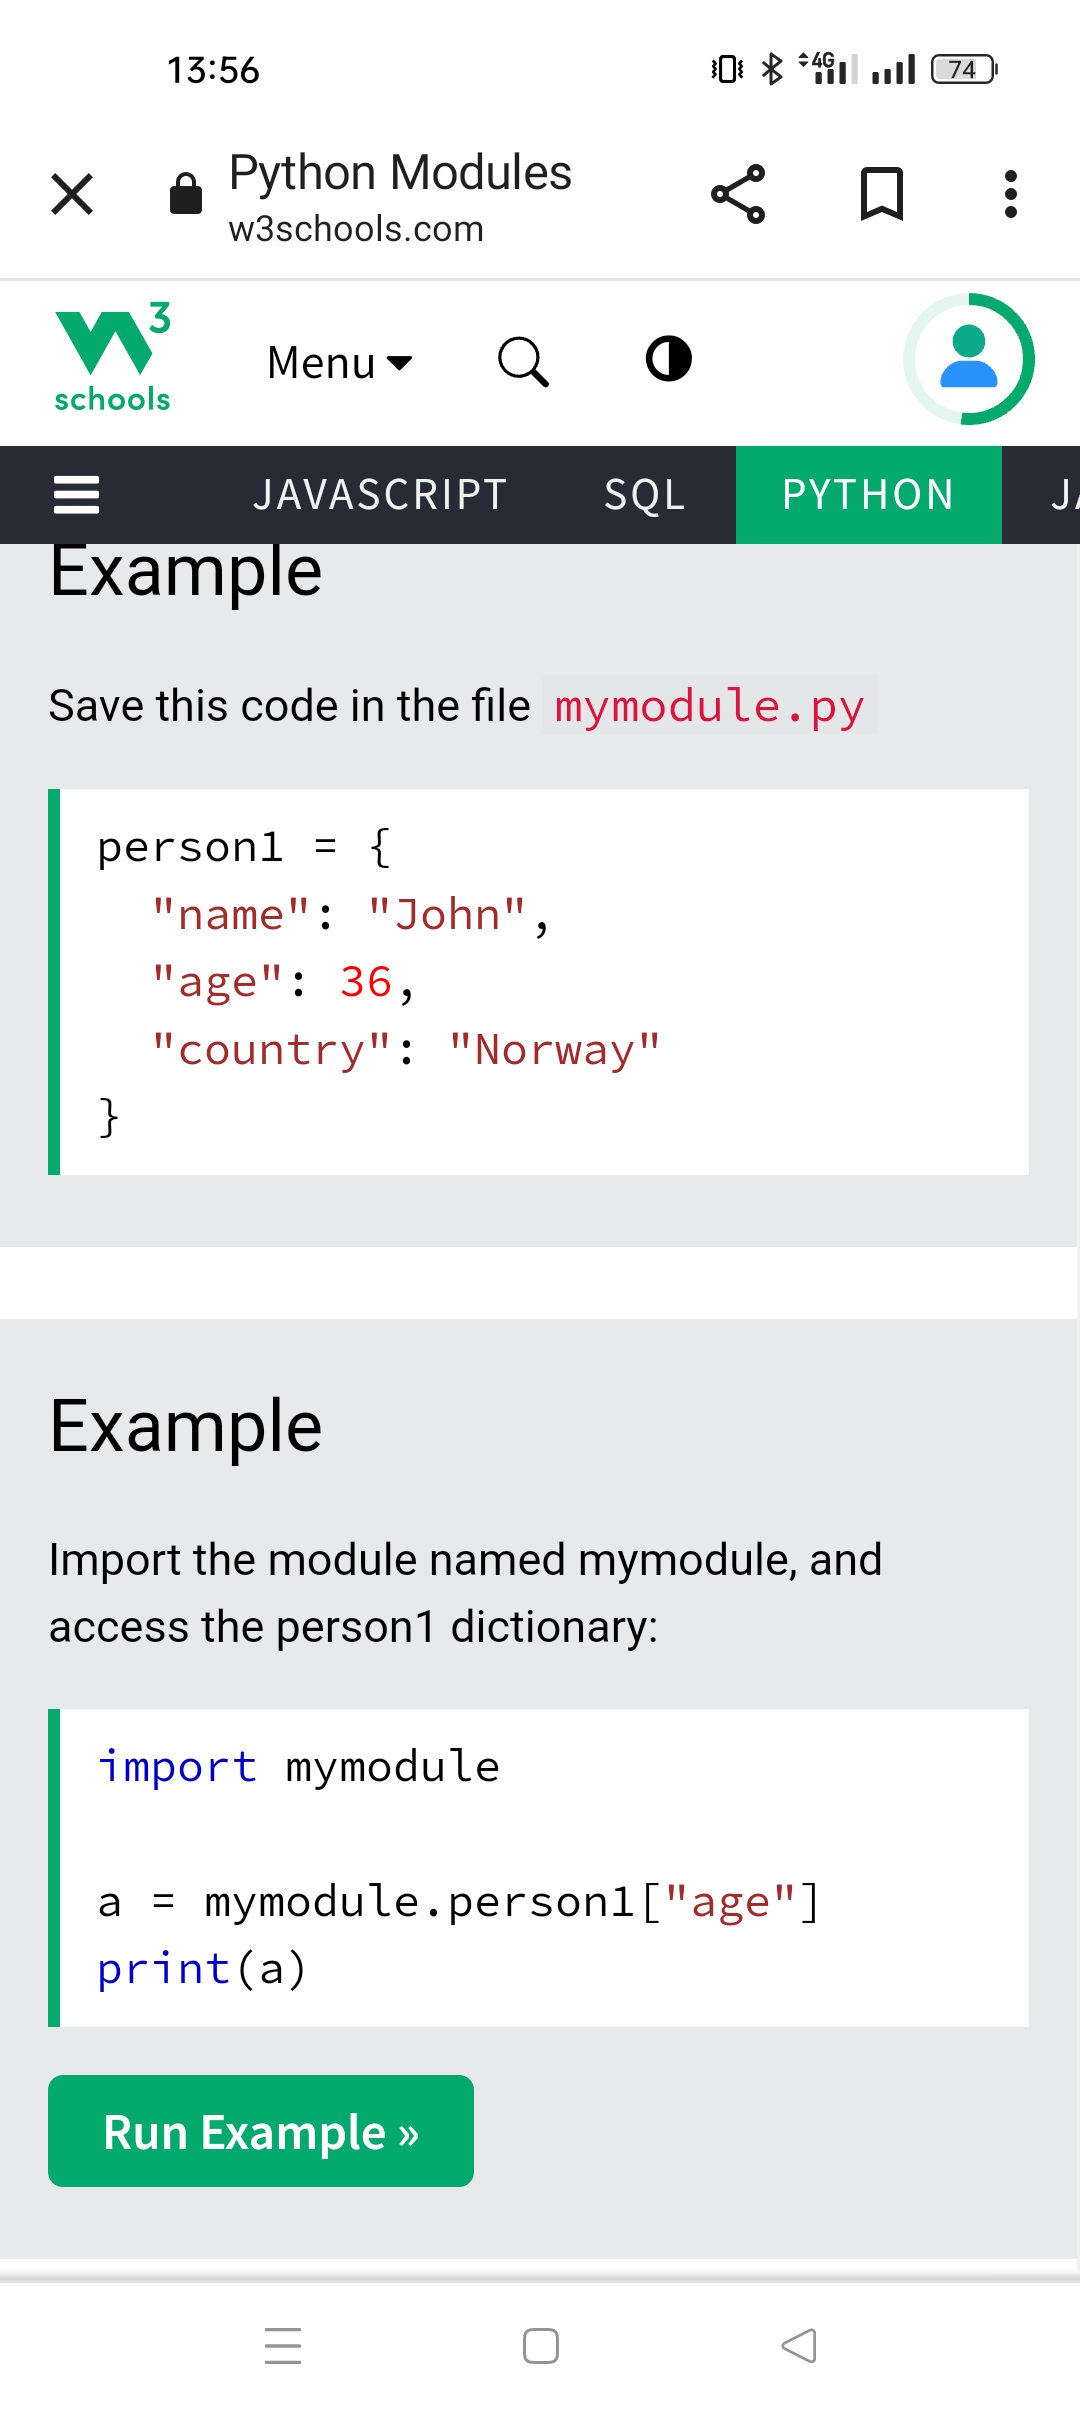 13:56
4G
74
Python Modules
w3schools.com
W3
schools
Menu
JAVASCRIPT SQL PYTHON JA
Example
Save this code in the file mymodule.py
person1 = {
  "name": "John",
  "age": 36,
  "country": "Norway"
}
Example
Import the module named mymodule, and
access the person1 dictionary:
import mymodule
a = mymodule.person1["age"]
print(a)
Run Example »